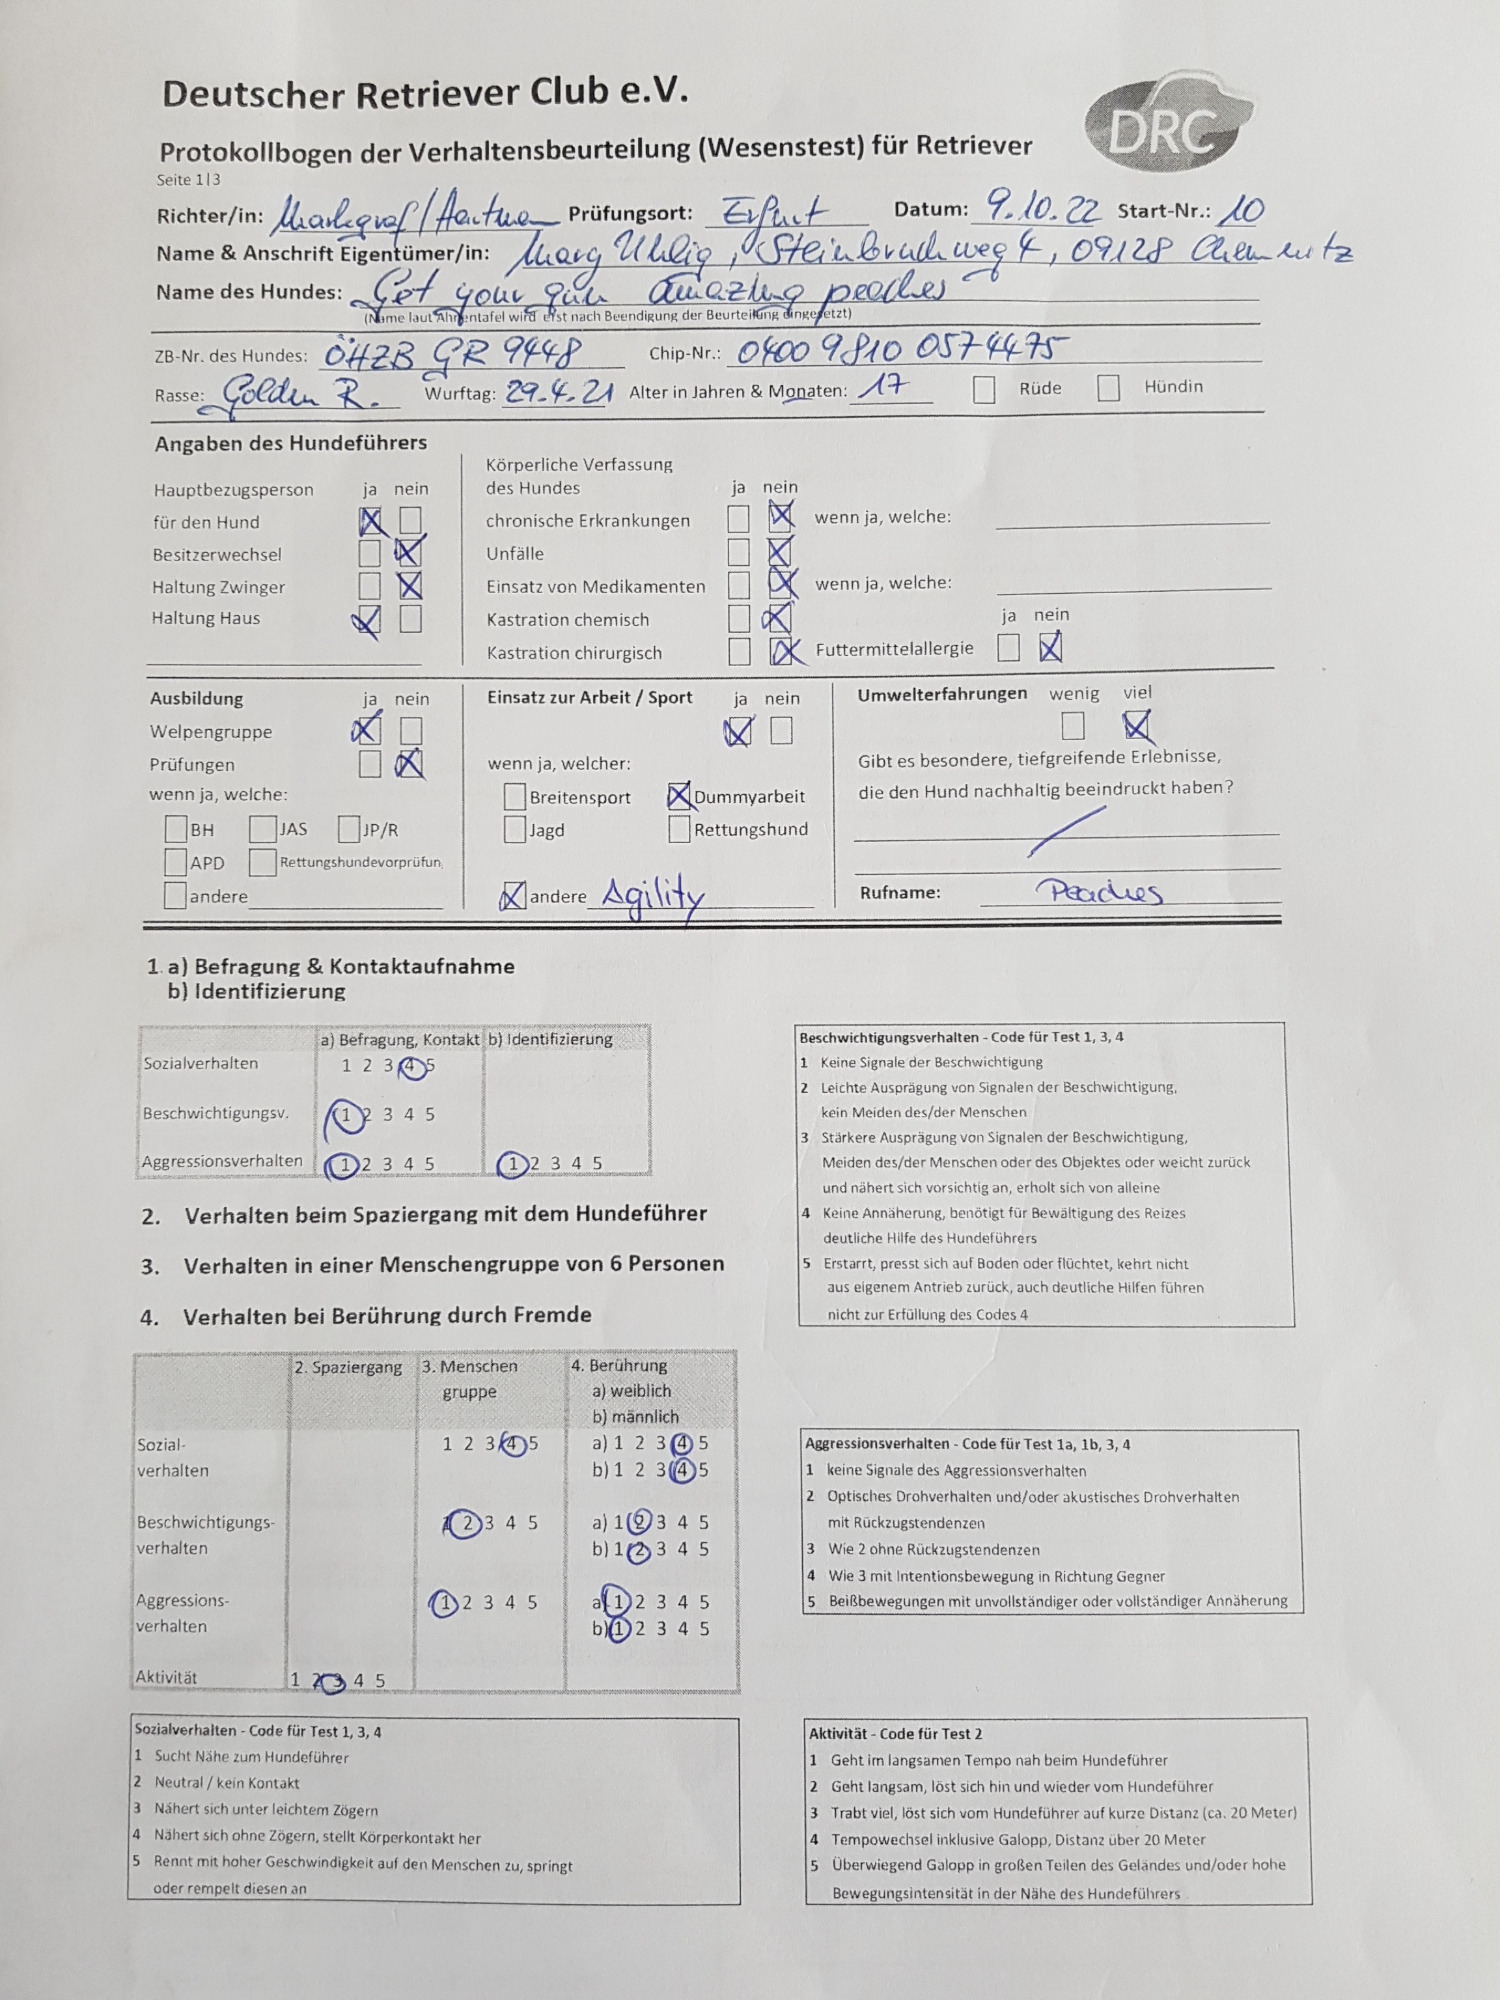 Deutscher Retriever Club e.V.
DRC
Protokollbogen der Verhaltensbeurteilung (Wesenstest) für Retriever
Seite 1|3
Richter/in: Markgraf / Prüfungsort: Erfurt Datum: 9.10.22 Start-Nr.: 10
Name & Anschrift Eigentümer/in: Uhlig, Steinbruchweg 4, 09128 Chemnitz
Name des Hundes: Get your gun amazing peaches
(Name laut Ahnentafel wird erst nach Beendigung der Beurteilung eingesetzt)
ZB-Nr. des Hundes: ÖHZB GR 9448 Chip-Nr.: 0400 9810 0574475
Rasse: Golden R. Wurftag: 29.4.21 Alter in Jahren & Monaten: 17 Rüde Hündin
Angaben des Hundeführers
Hauptbezugsperson ja nein
für den Hund
Besitzerwechsel
Haltung Zwinger
Haltung Haus
Körperliche Verfassung
des Hundes ja nein
chronische Erkrankungen wenn ja, welche:
Unfälle
Einsatz von Medikamenten wenn ja, welche:
Kastration chemisch ja nein
Kastration chirurgisch Futtermittelallergie
Ausbildung ja nein
Welpengruppe
Prüfungen
wenn ja, welche:
BH JAS JP/R
APD Rettungshundevorprüfun
andere
Einsatz zur Arbeit / Sport ja nein
wenn ja, welcher:
Breitensport Dummyarbeit
Jagd Rettungshund
andere Agility
Umwelterfahrungen wenig viel
Gibt es besondere, tiefgreifende Erlebnisse,
die den Hund nachhaltig beeindruckt haben?
Rufname: Peaches
1. a) Befragung & Kontaktaufnahme
b) Identifizierung
a) Befragung, Kontakt b) Identifizierung
Sozialverhalten 1 2 3 4 5
Beschwichtigungsv. 1 2 3 4 5
Aggressionsverhalten 1 2 3 4 5 1 2 3 4 5
Beschwichtigungsverhalten - Code für Test 1, 3, 4
1 Keine Signale der Beschwichtigung
2 Leichte Ausprägung von Signalen der Beschwichtigung,
kein Meiden des/der Menschen
3 Stärkere Ausprägung von Signalen der Beschwichtigung,
Meiden des/der Menschen oder des Objektes oder weicht zurück
und nähert sich vorsichtig an, erholt sich von alleine
4 Keine Annäherung, benötigt für Bewältigung des Reizes
deutliche Hilfe des Hundeführers
5 Erstarrt, presst sich auf Boden oder flüchtet, kehrt nicht
aus eigenem Antrieb zurück, auch deutliche Hilfen führen
nicht zur Erfüllung des Codes 4
2. Verhalten beim Spaziergang mit dem Hundeführer
3. Verhalten in einer Menschengruppe von 6 Personen
4. Verhalten bei Berührung durch Fremde
2. Spaziergang 3. Menschen 4. Berührung
gruppe a) weiblich
b) männlich
Sozial- 1 2 3 4 5 a) 1 2 3 4 5
verhalten b) 1 2 3 4 5
Beschwichtigungs- 1 2 3 4 5 a) 1 2 3 4 5
verhalten b) 1 2 3 4 5
Aggressions- 1 2 3 4 5 a) 1 2 3 4 5
verhalten b) 1 2 3 4 5
Aktivität 1 2 3 4 5
Aggressionsverhalten - Code für Test 1a, 1b, 3, 4
1 keine Signale des Aggressionsverhalten
2 Optisches Drohverhalten und/oder akustisches Drohverhalten
mit Rückzugstendenzen
3 Wie 2 ohne Rückzugstendenzen
4 Wie 3 mit Intentionsbewegung in Richtung Gegner
5 Beißbewegungen mit unvollständiger oder vollständiger Annäherung
Sozialverhalten - Code für Test 1, 3, 4
1 Sucht Nähe zum Hundeführer
2 Neutral / kein Kontakt
3 Nähert sich unter leichtem Zögern
4 Nähert sich ohne Zögern, stellt Körperkontakt her
5 Rennt mit hoher Geschwindigkeit auf den Menschen zu, springt
oder rempelt diesen an
Aktivität - Code für Test 2
1 Geht im langsamen Tempo nah beim Hundeführer
2 Geht langsam, löst sich hin und wieder vom Hundeführer
3 Trabt viel, löst sich vom Hundeführer auf kurze Distanz (ca. 20 Meter)
4 Tempowechsel inklusive Galopp, Distanz über 20 Meter
5 Überwiegend Galopp in großen Teilen des Geländes und/oder hohe
Bewegungsintensität in der Nähe des Hundeführers